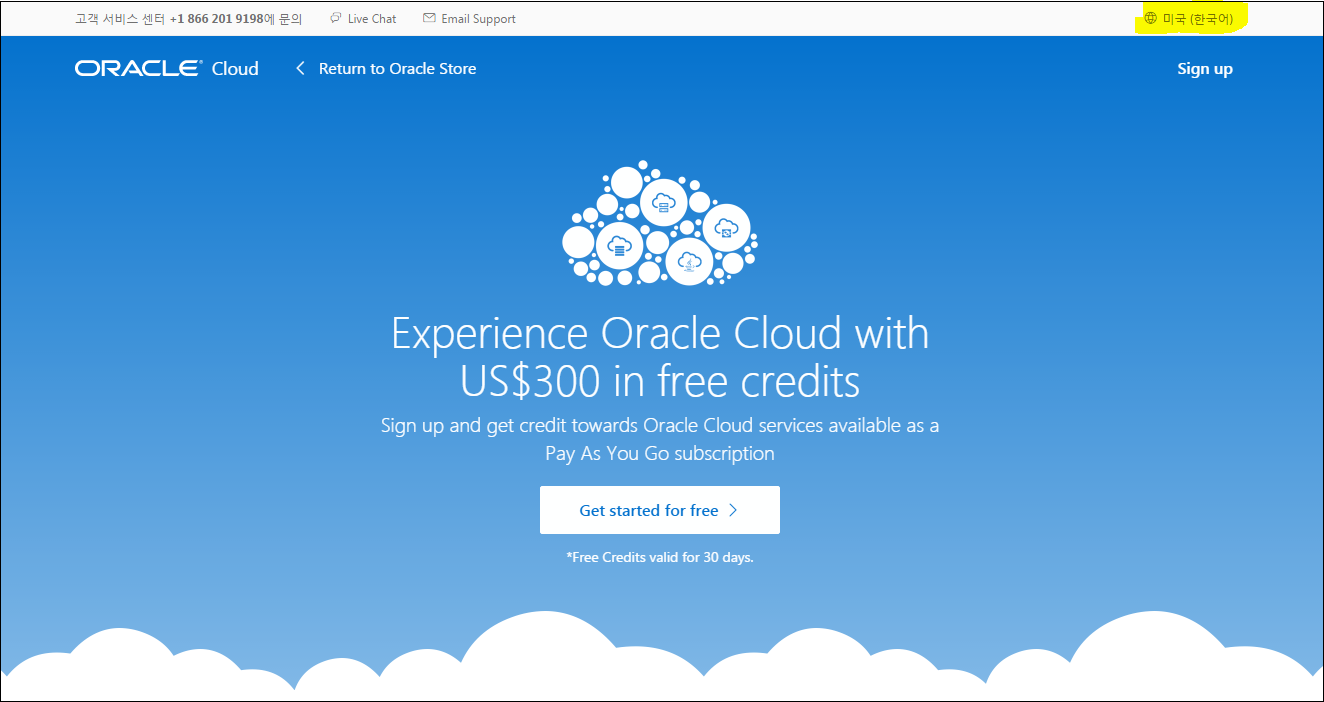 고객 서비스 센터 +1 866 201 9198에 문의 Live Chat Email Support 미국 (한국어)
ORACLE® Cloud Return to Oracle Store Sign up
Experience Oracle Cloud with
US$300 in free credits
Sign up and get credit towards Oracle Cloud services available as a
Pay As You Go subscription
Get started for free
*Free Credits valid for 30 days.